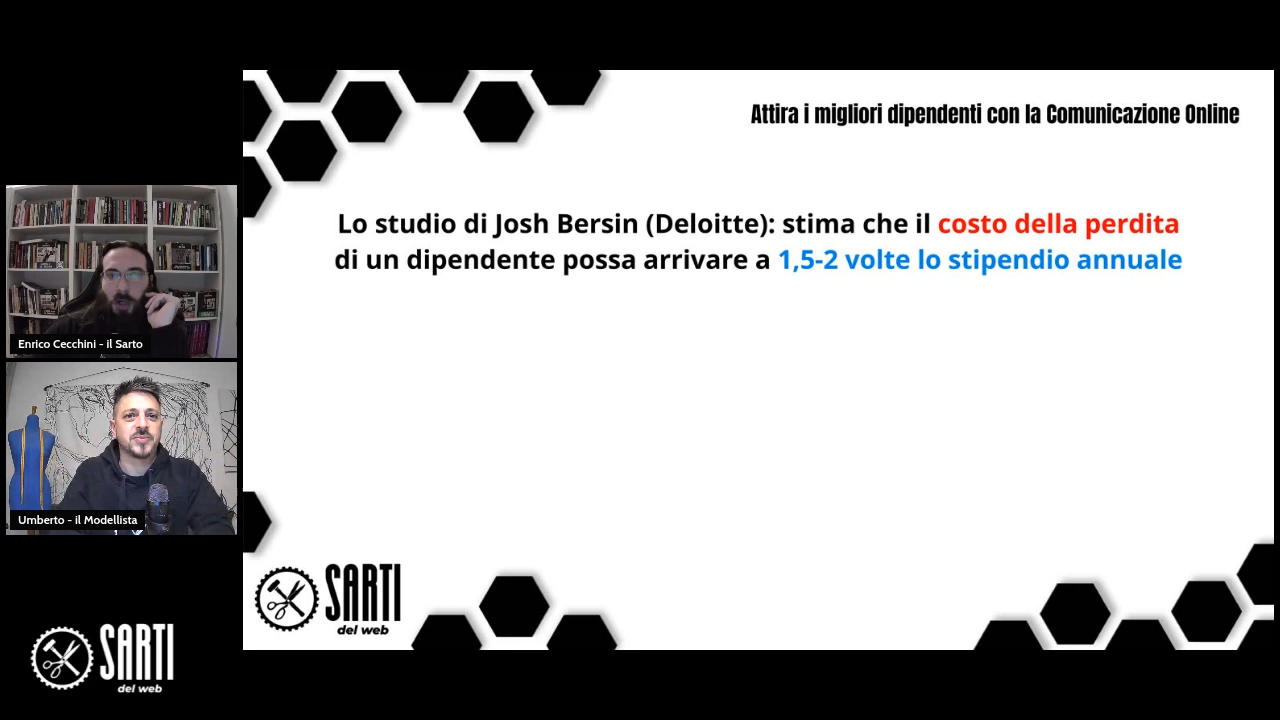 Attira i migliori dipendenti con la Comunicazione Online
Lo studio di Josh Bersin (Deloitte): stima che il costo della perdita
di un dipendente possa arrivare a 1,5-2 volte lo stipendio annuale
Enrico Cecchini - il Sarto
Umberto - il Modellista
SARTI
del web
SARTI
del web